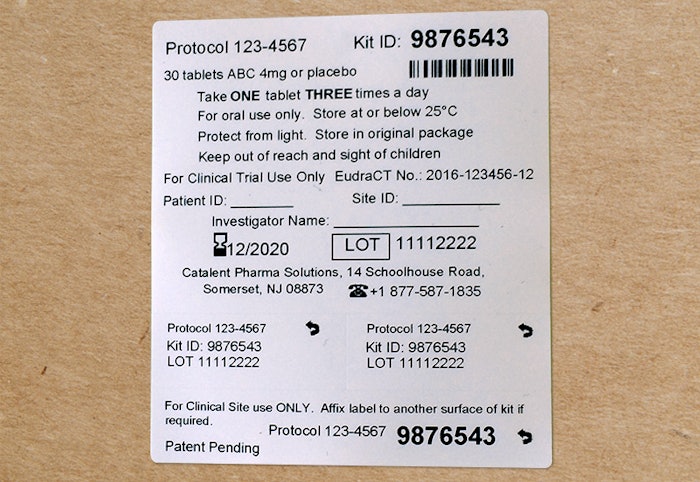 Protocol 123-4567 Kit ID: 9876543
30 tablets ABC 4mg or placebo
Take ONE tablet THREE times a day
For oral use only. Store at or below 25°C
Protect from light. Store in original package
Keep out of reach and sight of children
For Clinical Trial Use Only EudraCT No.: 2016-123456-12
Patient ID: ________ Site ID: ____________
Investigator Name: __________________
12/2020 LOT 11112222
Catalent Pharma Solutions, 14 Schoolhouse Road,
Somerset, NJ 08873 ☎+1 877-587-1835
Protocol 123-4567
Kit ID: 9876543
LOT 11112222
Protocol 123-4567
Kit ID: 9876543
LOT 11112222
For Clinical Site use ONLY. Affix label to another surface of kit if
required.
Protocol 123-4567 9876543
Patent Pending